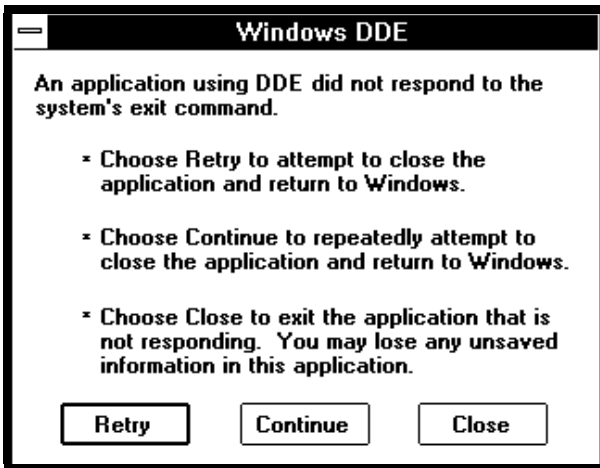 Windows DDE
An application using DDE did not respond to the
system's exit command.
* Choose Retry to attempt to close the
application and return to Windows.
* Choose Continue to repeatedly attempt to
close the application and return to Windows.
* Choose Close to exit the application that is
not responding. You may lose any unsaved
information in this application.
Retry Continue Close